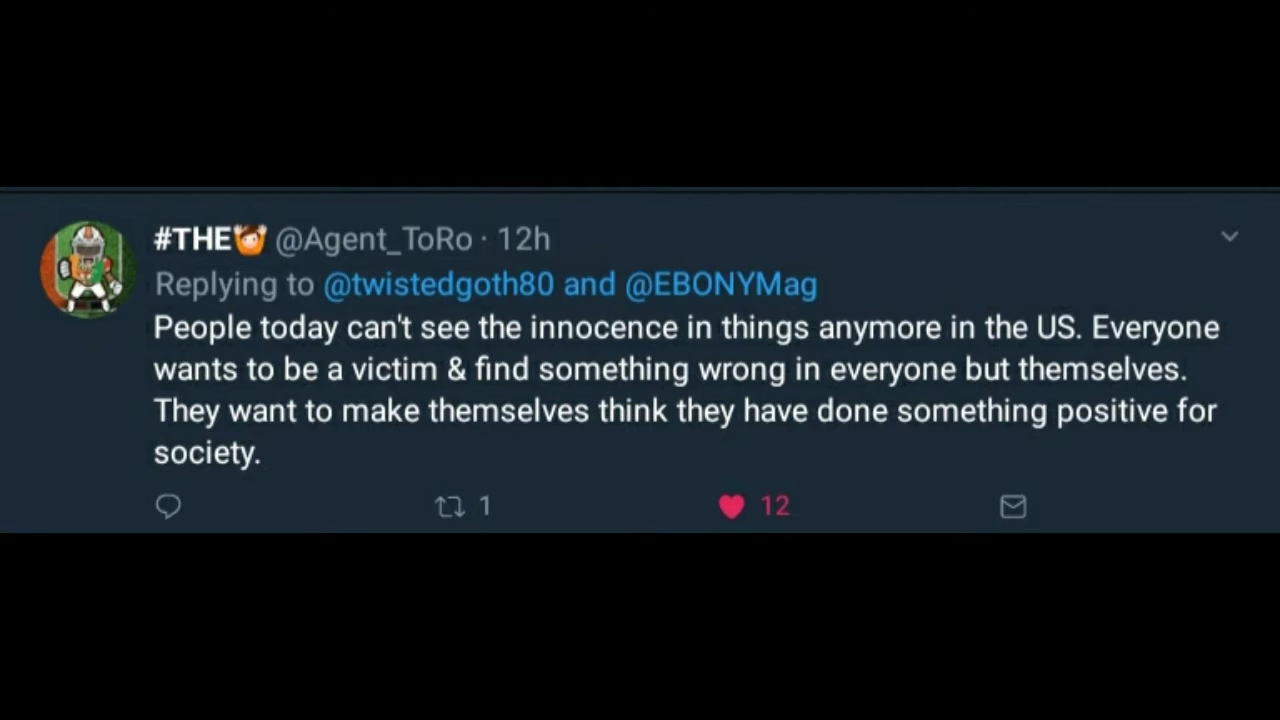 #THE🙌 @Agent_ToRo · 12h
Replying to @twistedgoth80 and @EBONYMag
People today can't see the innocence in things anymore in the US. Everyone
wants to be a victim & find something wrong in everyone but themselves.
They want to make themselves think they have done something positive for
society.
1 12